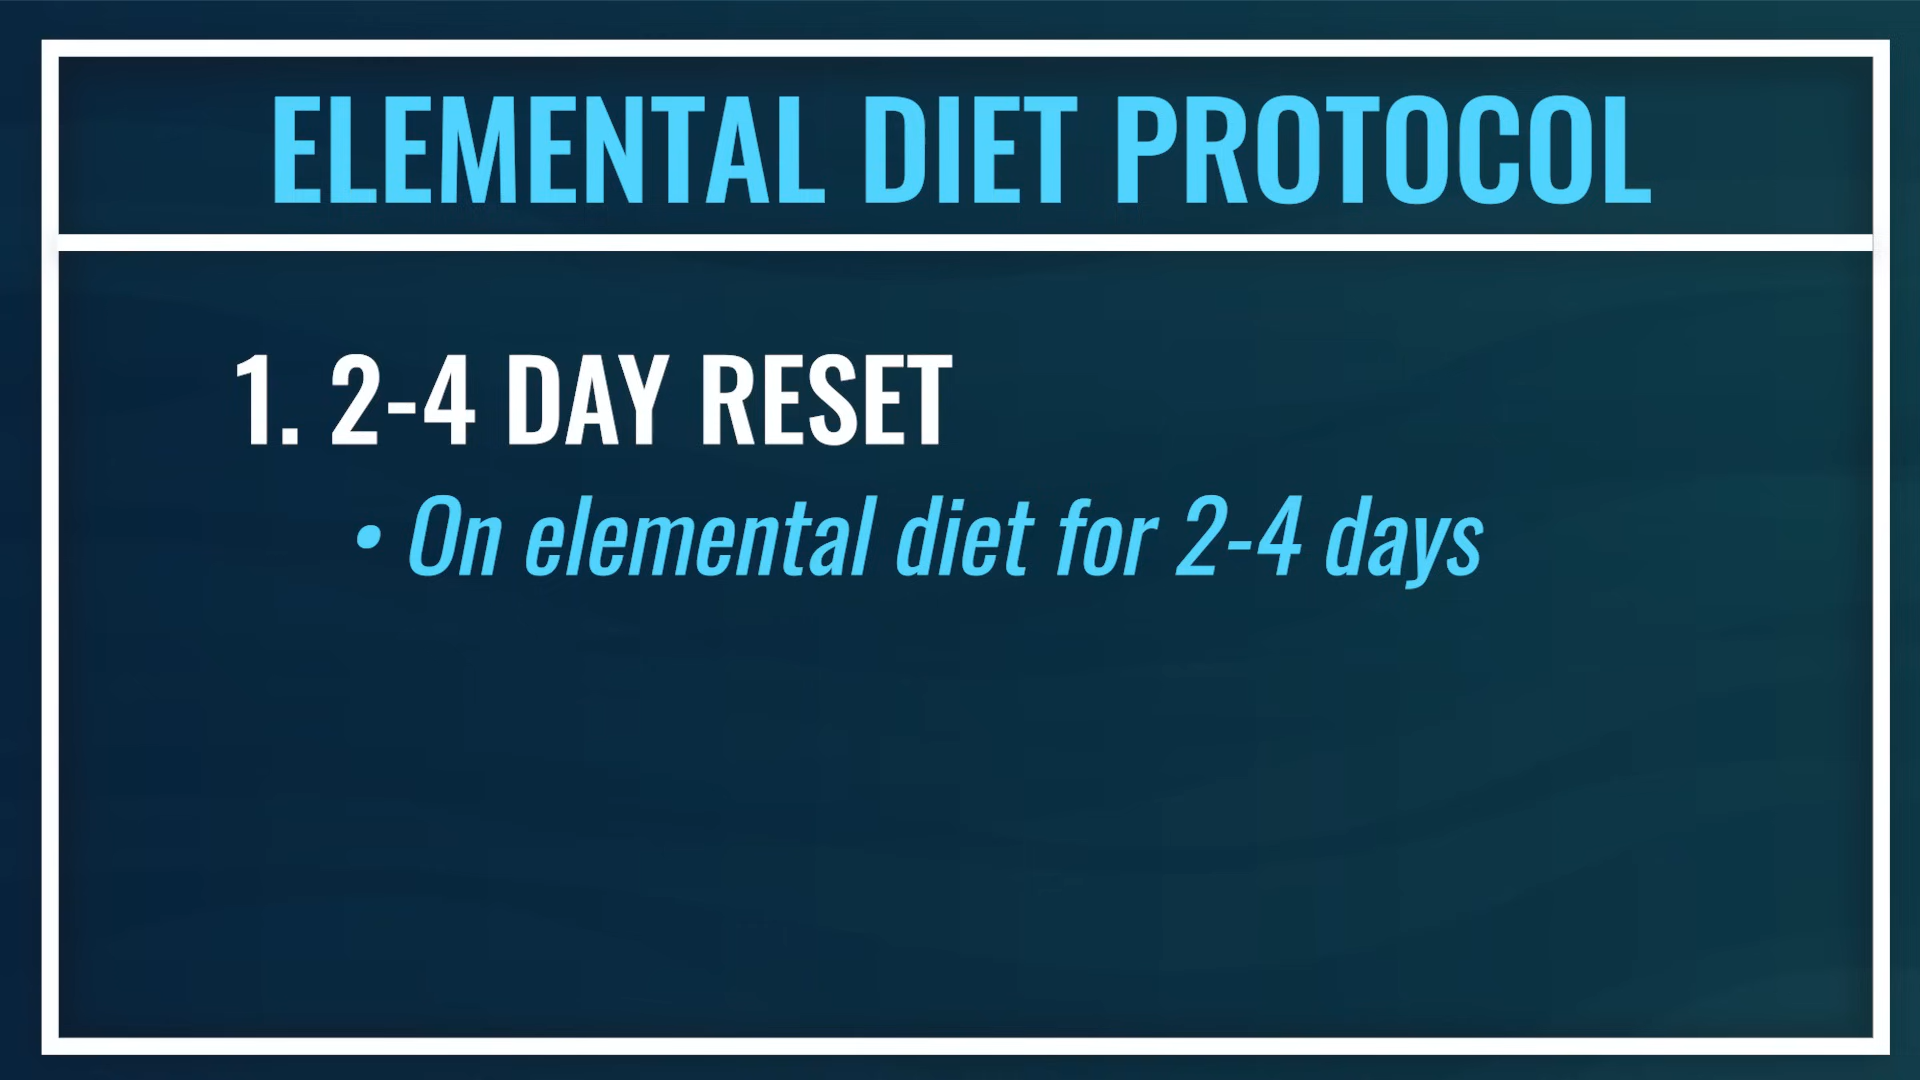 ELEMENTAL DIET PROTOCOL
1. 2-4 DAY RESET
• On elemental diet for 2-4 days